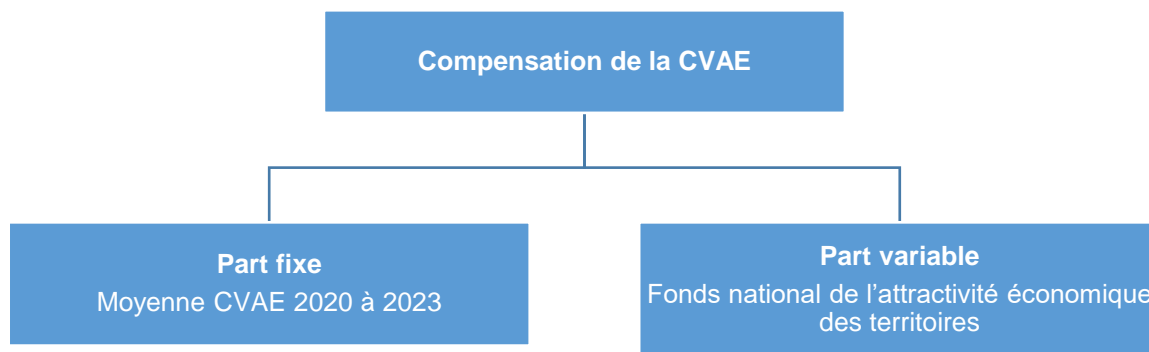 Compensation de la CVAE
Part fixe
Moyenne CVAE 2020 à 2023
Part variable
Fonds national de l’attractivité économique
des territoires